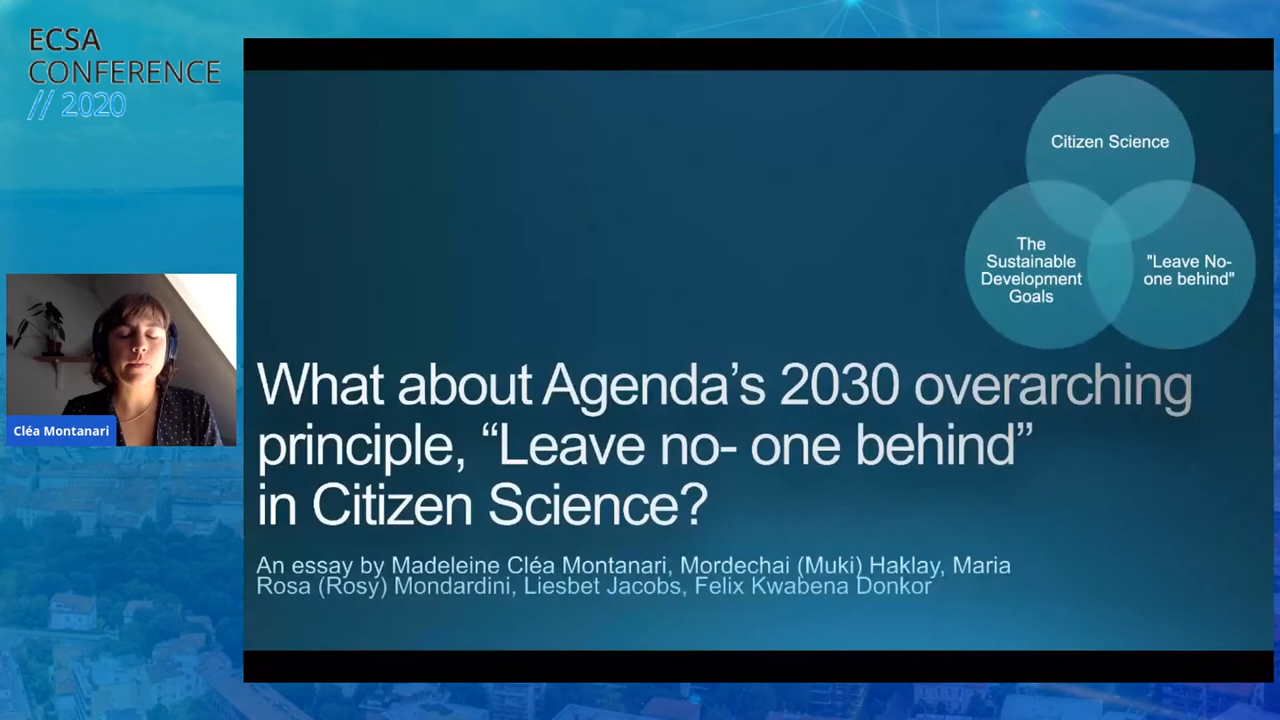 ECSA
CONFERENCE
// 2020
Citizen Science
The
Sustainable
Development
Goals
"Leave No-
one behind"
What about Agenda’s 2030 overarching
principle, “Leave no- one behind”
in Citizen Science?
An essay by Madeleine Cléa Montanari, Mordechai (Muki) Haklay, Maria
Rosa (Rosy) Mondardini, Liesbet Jacobs, Felix Kwabena Donkor
Cléa Montanari